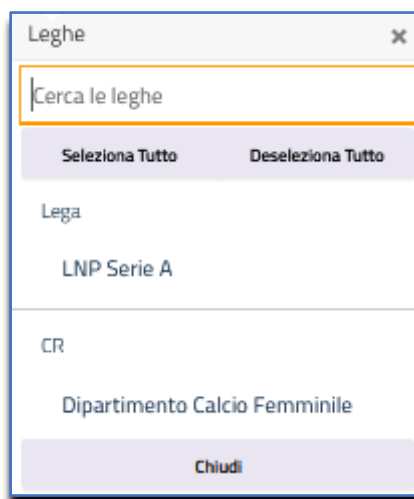 Leghe ×
Cerca le leghe
Seleziona Tutto Deseleziona Tutto
Lega
LNP Serie A
CR
Dipartimento Calcio Femminile
Chiudi